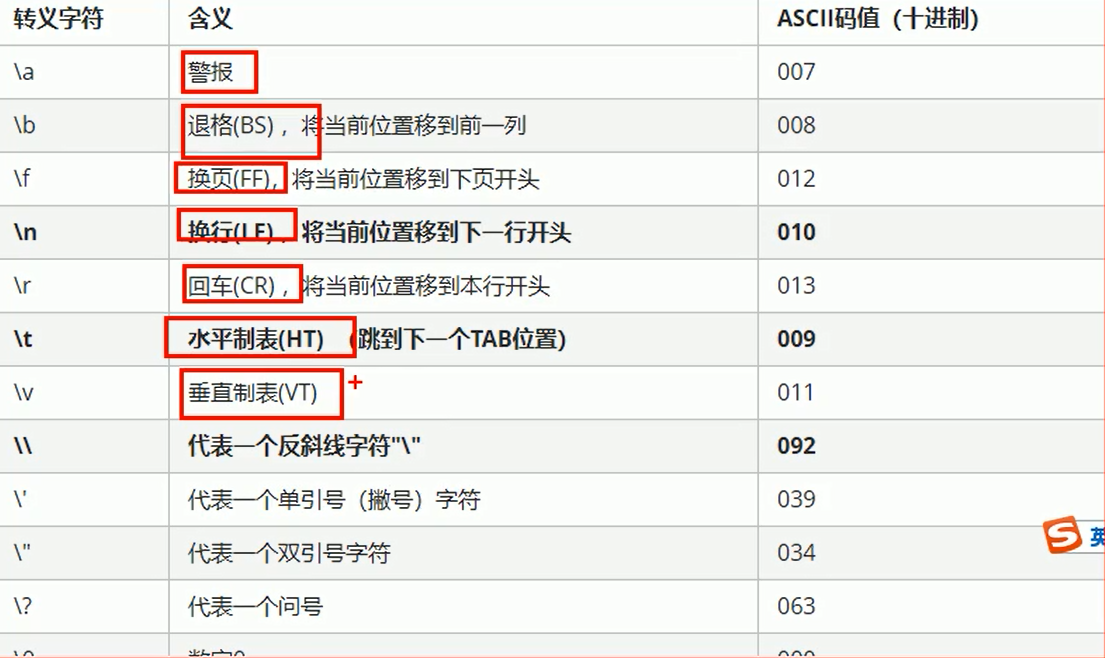 转义字符 含义 ASCII码值（十进制）
\a 警报 007
\b 退格(BS) ，将当前位置移到前一列 008
\f 换页(FF)，将当前位置移到下页开头 012
\n 换行(LF) ，将当前位置移到下一行开头 010
\r 回车(CR) ，将当前位置移到本行开头 013
\t 水平制表(HT) （跳到下一个TAB位置） 009
\v 垂直制表(VT) 011
\\ 代表一个反斜线字符"\" 092
\' 代表一个单引号（撇号）字符 039
\" 代表一个双引号字符 034
英
\? 代表一个问号 063